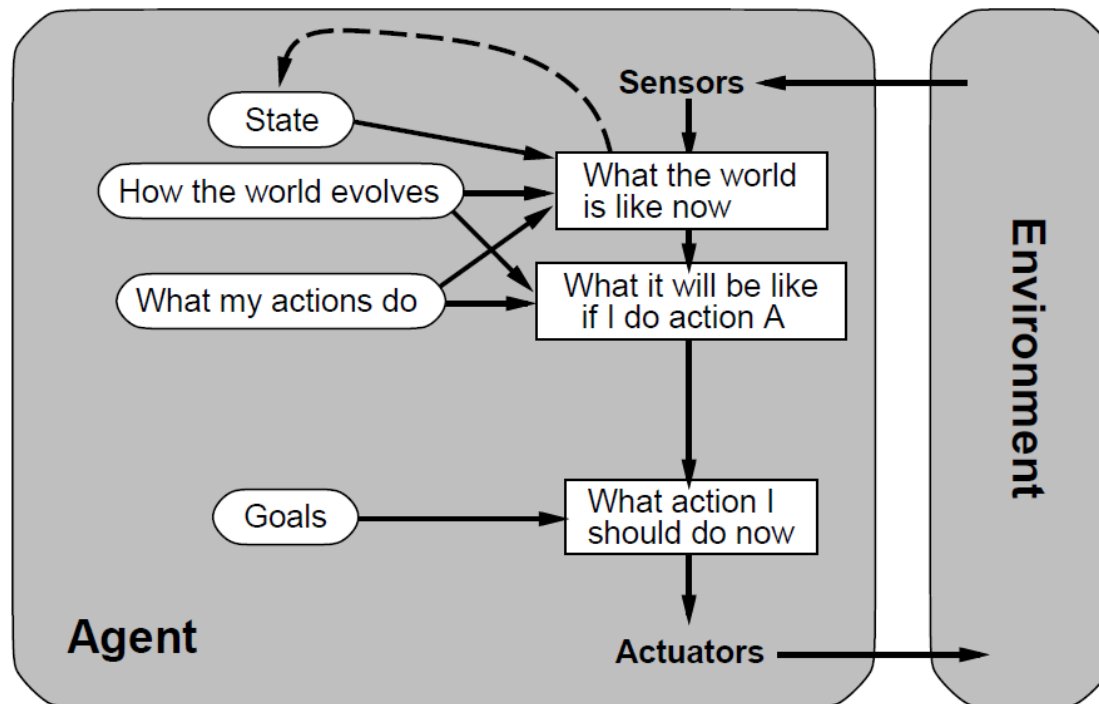 Sensors
State
What the world
is like now
How the world evolves
What my actions do
What it will be like
if I do action A
Goals
What action I
should do now
Agent
Actuators
Environment